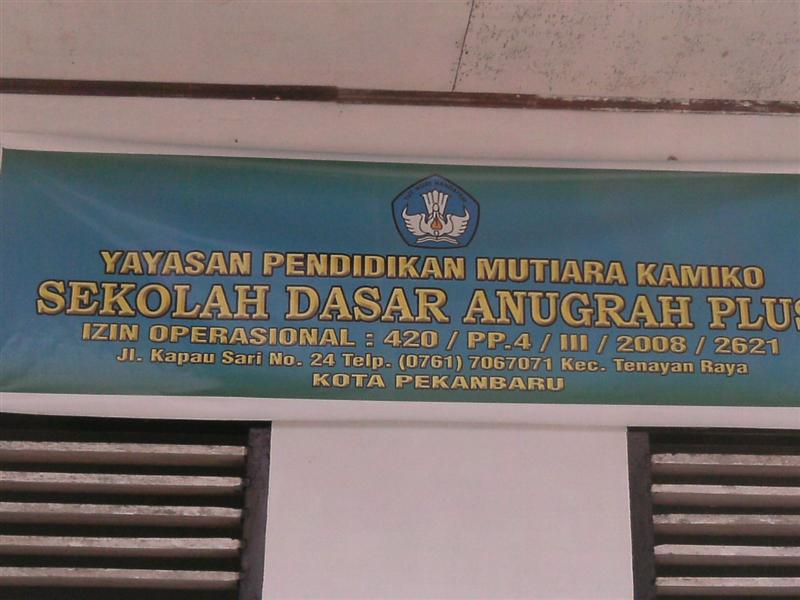 YAYASAN PENDIDIKAN MUTIARA KAMIKO
SEKOLAH DASAR ANUGRAH PLUS
IZIN OPERASIONAL : 420 / PP.4 / III / 2008 / 2621
Jl. Kapau Sari No. 24 Telp. (0761) 7067071 Kec. Tenayan Raya
KOTA PEKANBARU